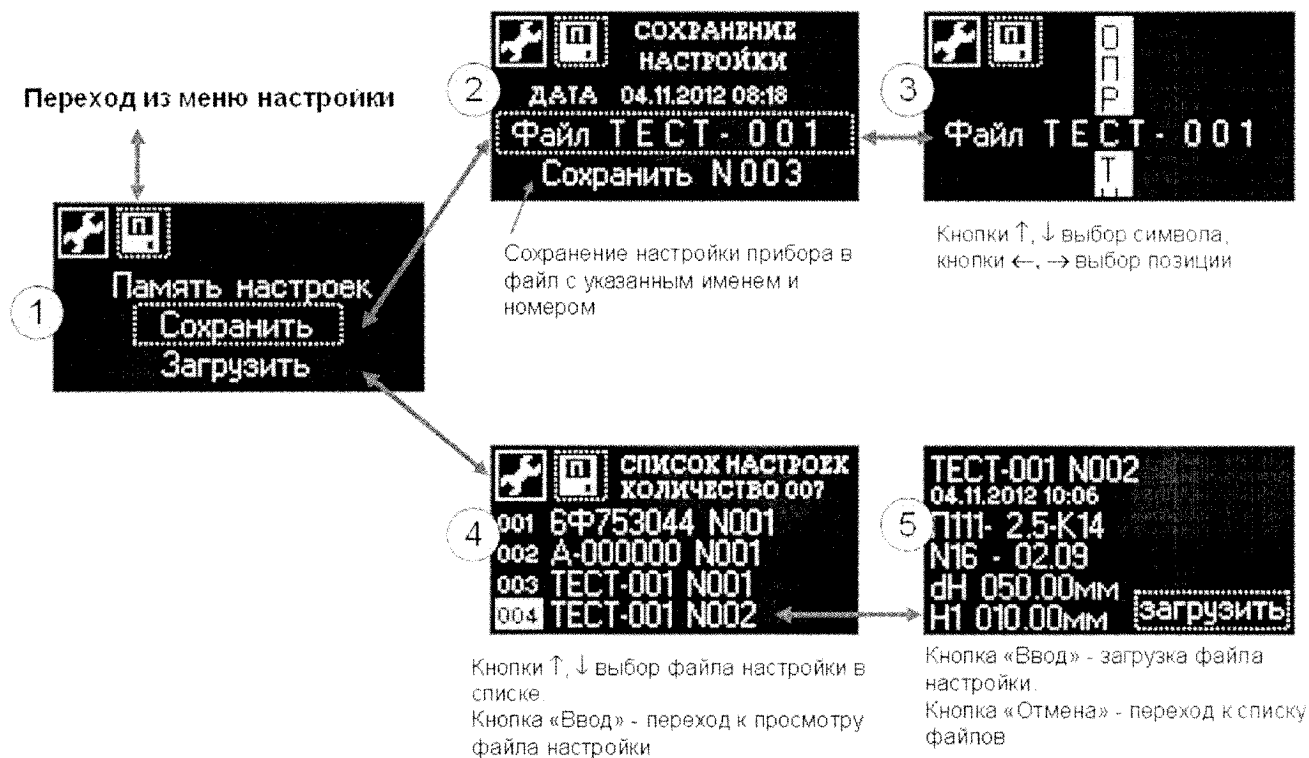 Переход из меню настройки
1
П
Память настроек
Сохранить
Загрузить
2
П
СОХРАНЕНИЕ
НАСТРОЙКИ
ДАТА 04.11.2012 08:18
Файл ТЕСТ- 001
Сохранить N003
Сохранение настройки прибора в
файл с указанным именем и
номером
3
П
О
П
Р
Файл ТЕСТ- 001
Т
Кнопки ↑, ↓ выбор символа,
кнопки ←, → выбор позиции
4
П
СПИСОК НАСТРОЕК
КОЛИЧЕСТВО 007
001 БФ753044 N001
002 А-000000 N001
003 ТЕСТ-001 N001
004 ТЕСТ-001 N002
Кнопки ↑, ↓ выбор файла настройки в
списке.
Кнопка «Ввод» - переход к просмотру
файла настройки
5
ТЕСТ-001 N002
04.11.2012 10:06
П111- 2.5-К14
N16 - 02.09
dH 050.00мм
H1 010.00мм
загрузить
Кнопка «Ввод» - загрузка файла
настройки.
Кнопка «Отмена» - переход к списку
файлов